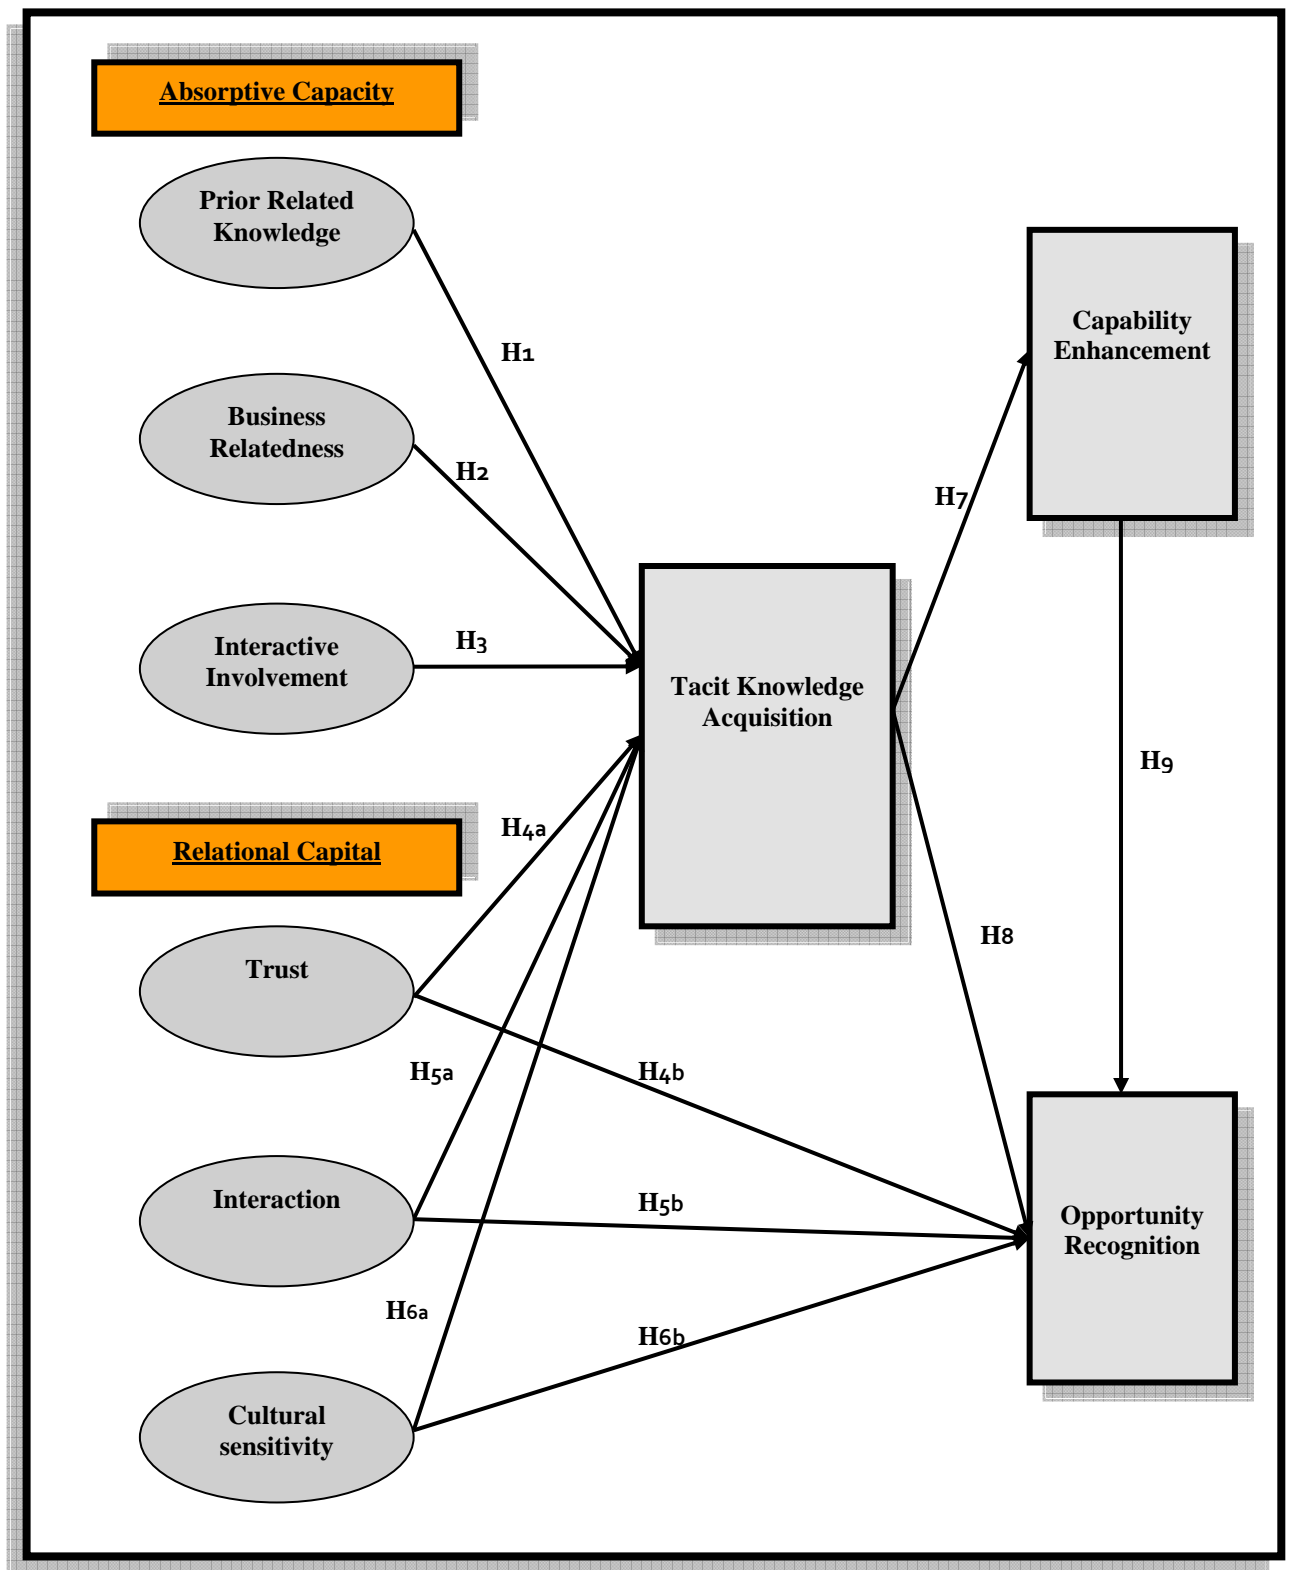 Absorptive Capacity
Prior Related
Knowledge
H1
Business
Relatedness
H2
Interactive
Involvement
H3
Capability
Enhancement
H7
Tacit Knowledge
Acquisition
H9
Relational Capital
H4a
H8
Trust
H5a
H4b
Interaction
H5b
Opportunity
Recognition
H6a
H6b
Cultural
sensitivity